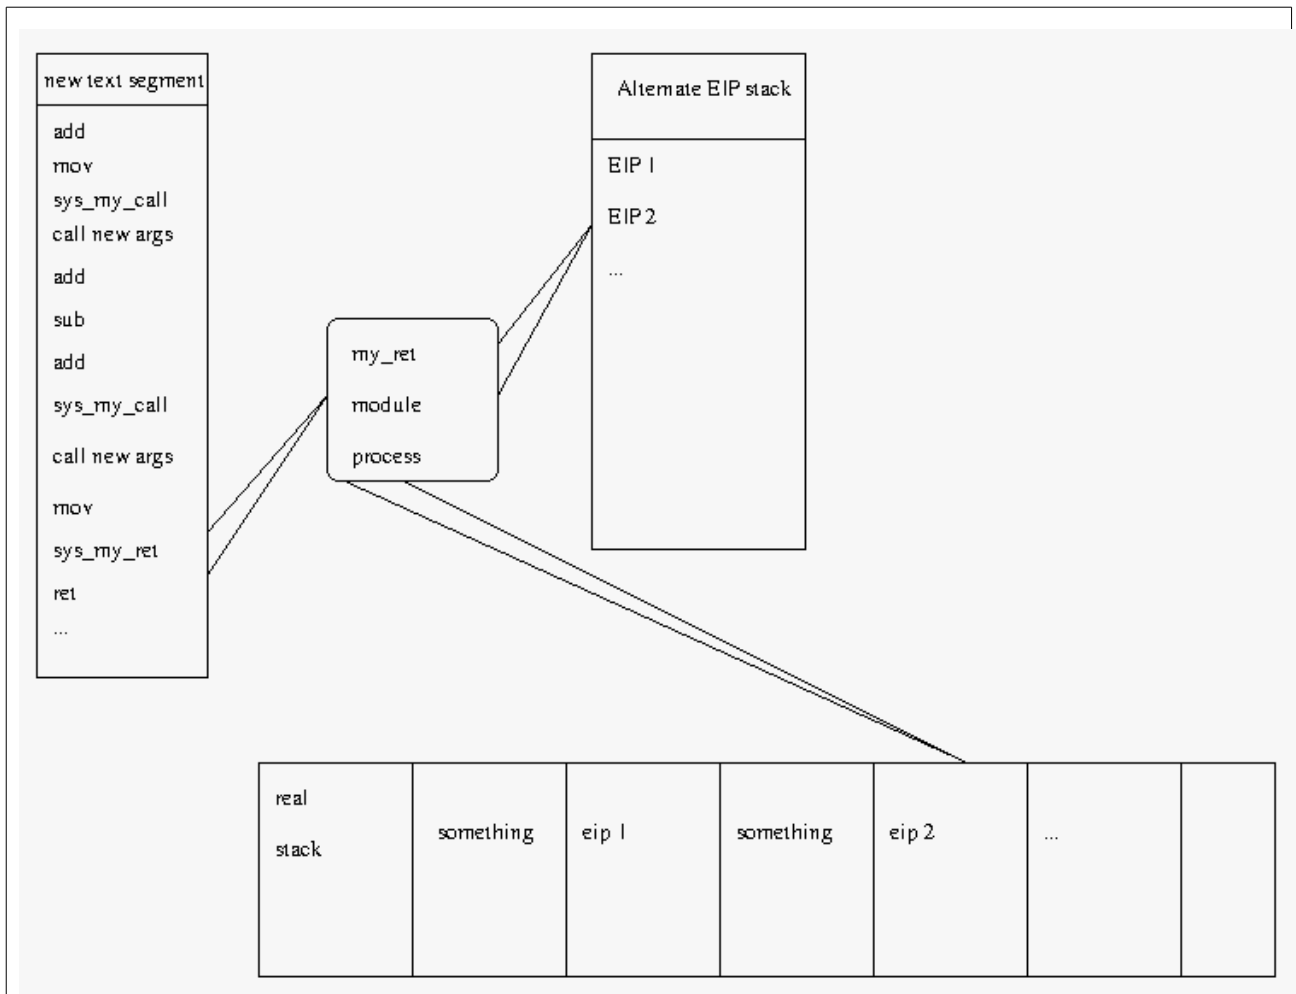 new text segment
add
mov
sys_my_call
call new args
add
sub
add
sys_my_call
call new args
mov
sys_my_ret
ret
...
my_ret
module
process
Alternate EIP stack
EIP 1
EIP 2
...
real
stack
something
eip 1
something
eip 2
...